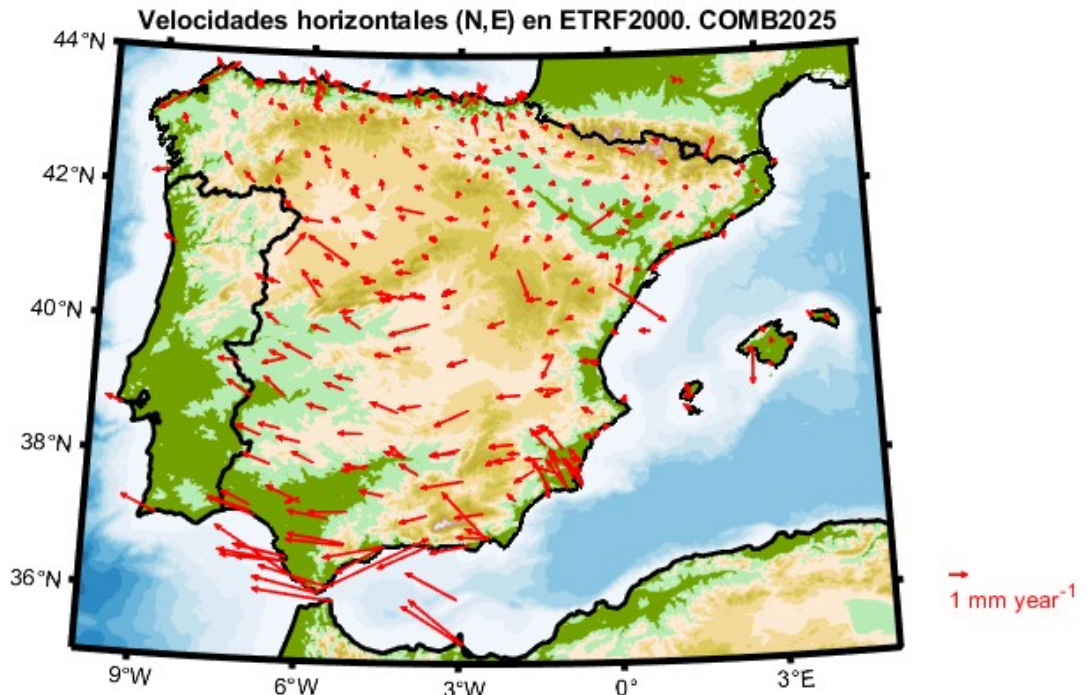 Velocidades horizontales (N,E) en ETRF2000. COMB2025
44°N
42°N
40°N
38°N
36°N
1 mm year⁻¹
9°W
6°W
3°W
0°
3°E